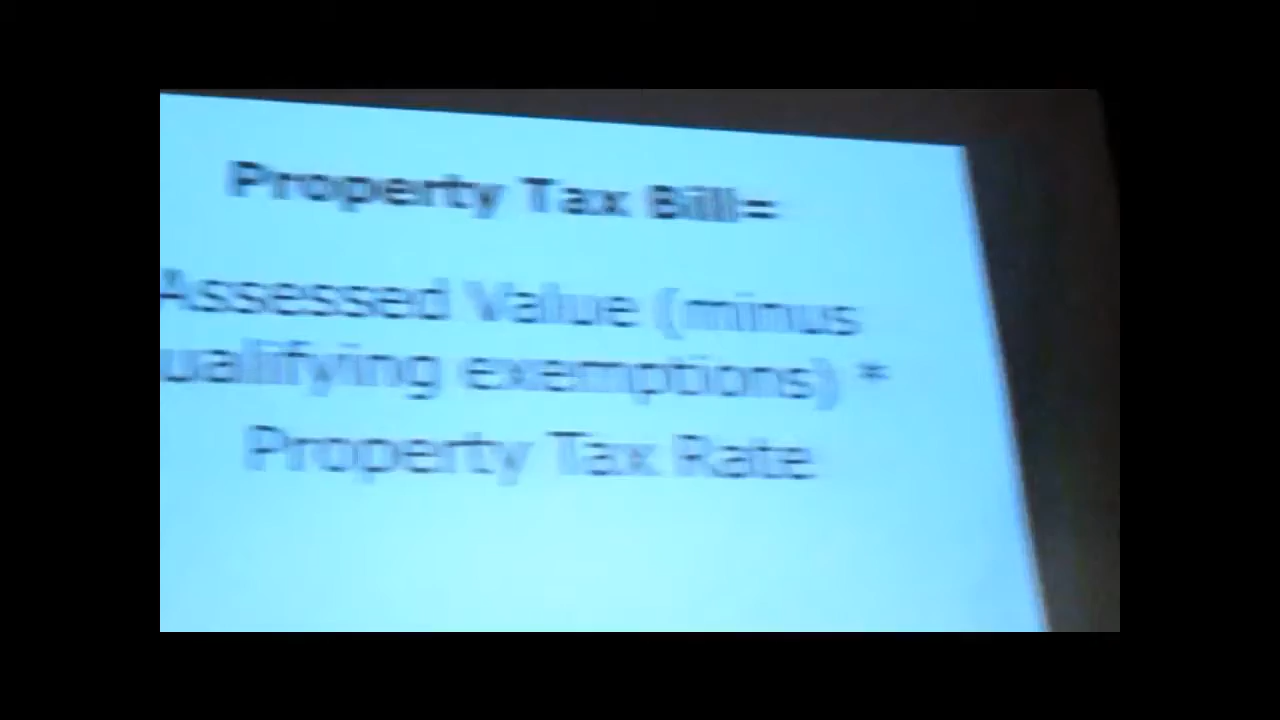 Property Tax Bill=
Assessed Value (minus
ualifying exemptions) *
Property Tax Rate